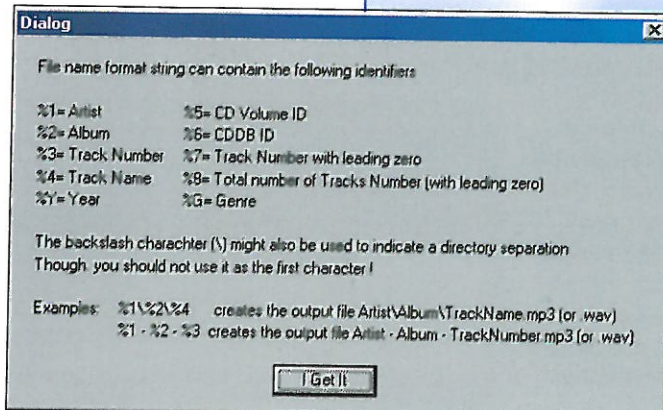 Dialog
File name format string can contain the following identifiers
%1= Artist %5= CD Volume ID
%2= Album %6= CDDB ID
%3= Track Number %7= Track Number with leading zero
%4= Track Name %8= Total number of Tracks Number (with leading zero)
%Y= Year %G= Genre
The backslash charachter (\) might also be used to indicate a directory separation
Though you should not use it as the first character !
Examples: %1\%2\%4 creates the output file Artist\Album\TrackName.mp3 (or .wav)
%1 - %2 - %3 creates the output file Artist - Album - TrackNumber.mp3 (or .wav)
I Get It